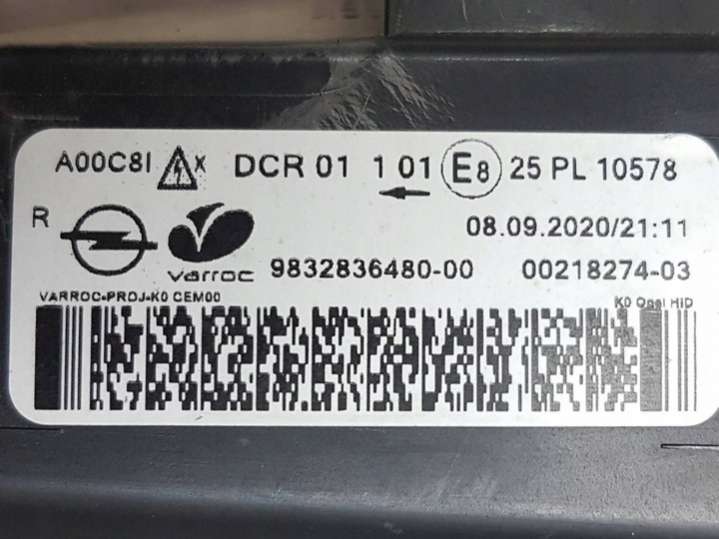 A00C8I X DCR 01 1 01 E8 25 PL 10578
R
08.09.2020/21:11
varroc 9832836480-00 00218274-03
VARROC-PROJ-K0 CEM00 K0 Opel HID